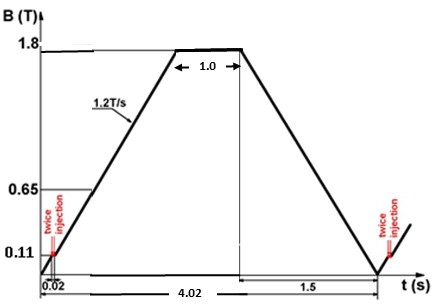 B (T)
1.8
1.0
1.2T/s
0.65
twice
injection
twice
injection
0.11
0.02
1.5
t (s)
4.02